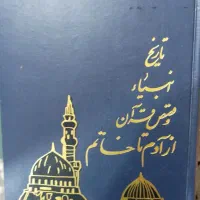 تاریخ
انبیاء
و قصص قرآن
از آدم تا خاتم